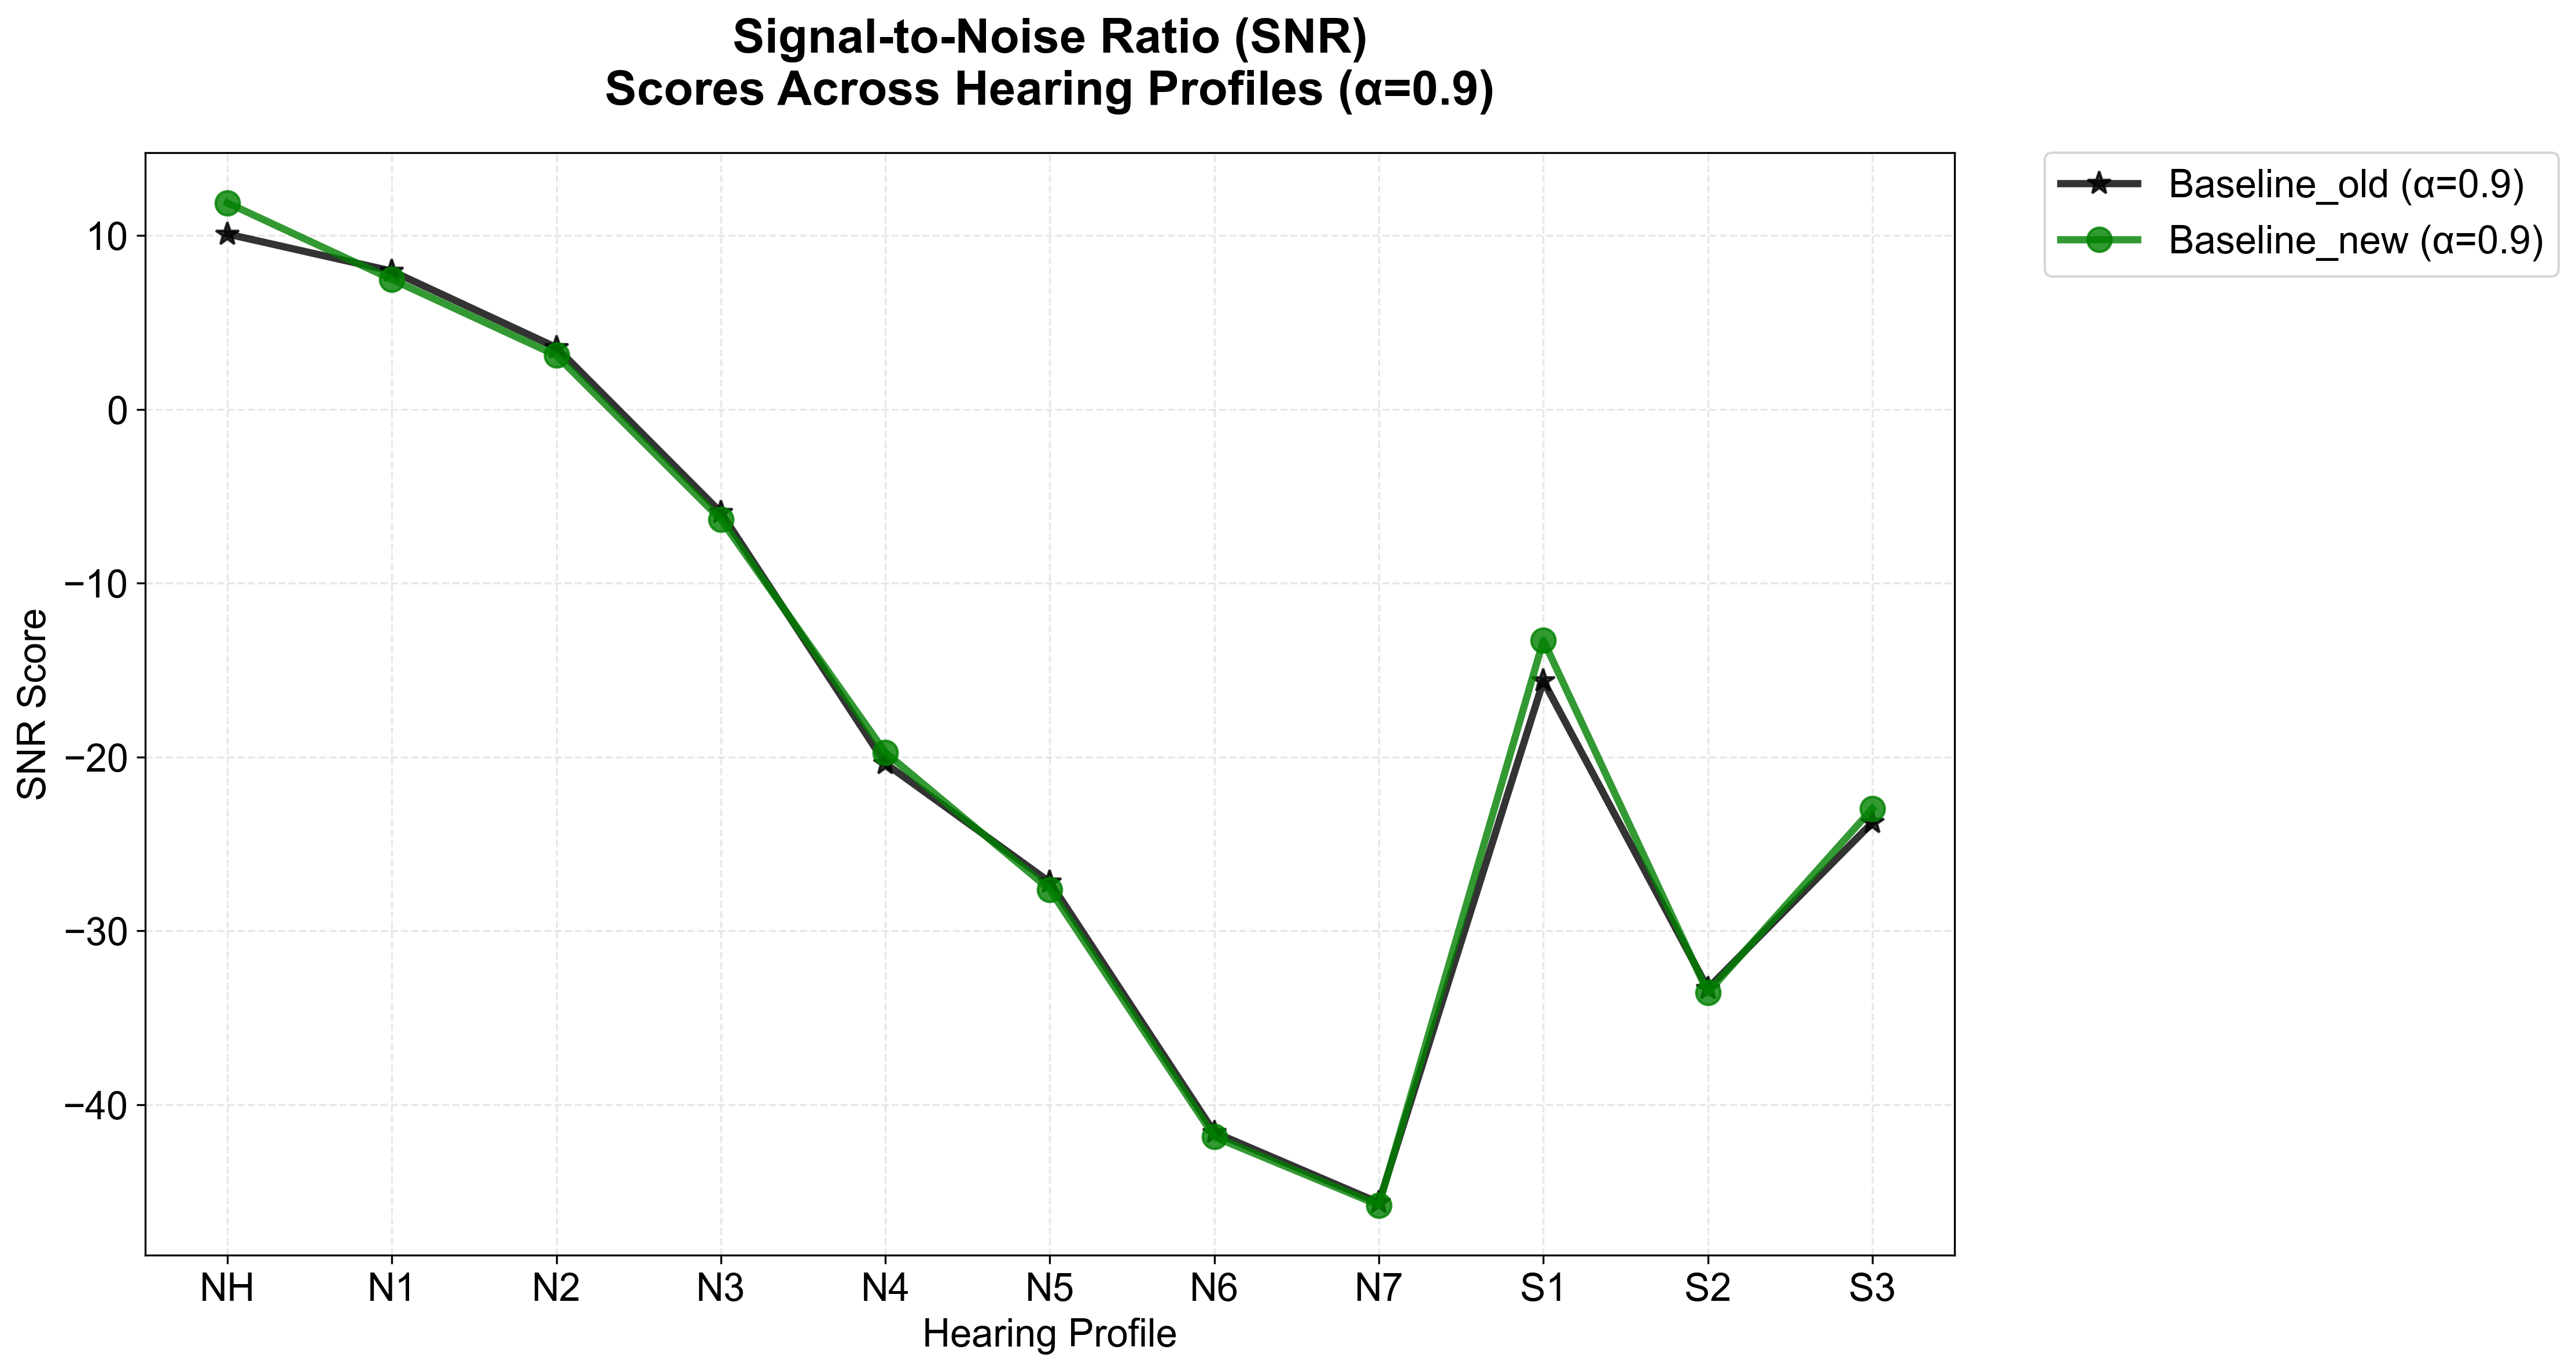 Signal-to-Noise Ratio (SNR)
Scores Across Hearing Profiles (α=0.9)
Baseline_old (α=0.9)
Baseline_new (α=0.9)
10
0
−10
−20
−30
−40
SNR Score
NH N1 N2 N3 N4 N5 N6 N7 S1 S2 S3
Hearing Profile